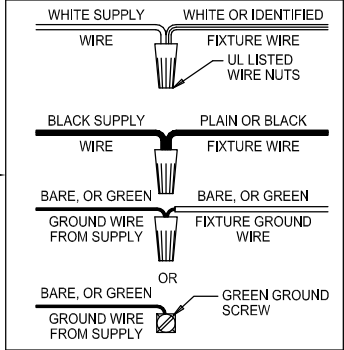 WHITE SUPPLY WHITE OR IDENTIFIED
WIRE FIXTURE WIRE
UL LISTED
WIRE NUTS
BLACK SUPPLY PLAIN OR BLACK
WIRE FIXTURE WIRE
BARE, OR GREEN BARE, OR GREEN
GROUND WIRE FIXTURE GROUND
FROM SUPPLY WIRE
OR
BARE, OR GREEN GREEN GROUND
SCREW
GROUND WIRE
FROM SUPPLY